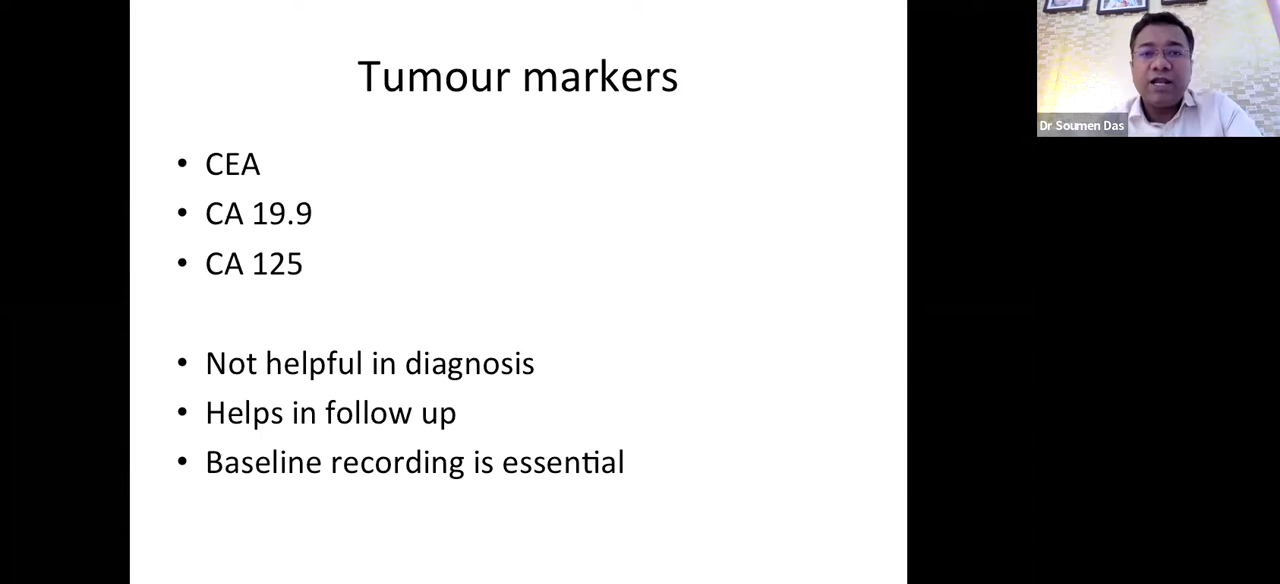 Tumour markers
• CEA
• CA 19.9
• CA 125
• Not helpful in diagnosis
• Helps in follow up
• Baseline recording is essential
Dr Soumen Das